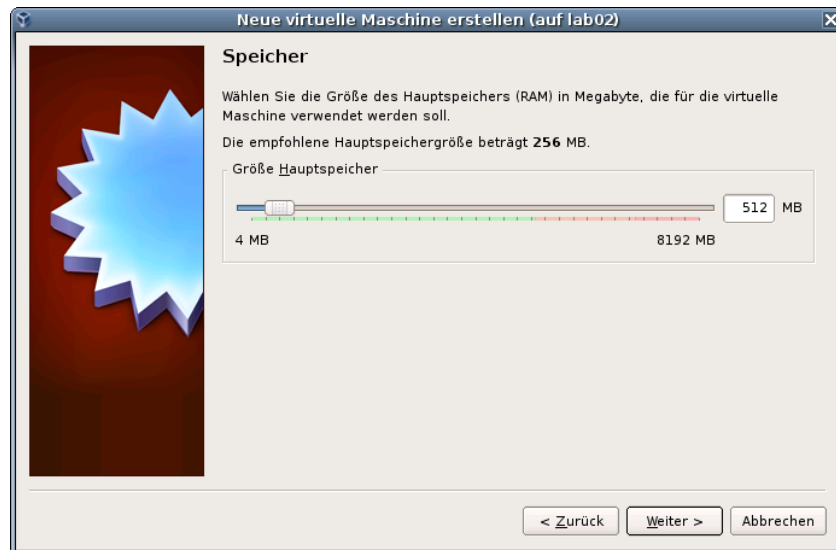 Neue virtuelle Maschine erstellen (auf lab02)
Speicher
Wählen Sie die Größe des Hauptspeichers (RAM) in Megabyte, die für die virtuelle
Maschine verwendet werden soll.
Die empfohlene Hauptspeichergröße beträgt 256 MB.
Größe Hauptspeicher
512 MB
4 MB 8192 MB
< Zurück Weiter > Abbrechen